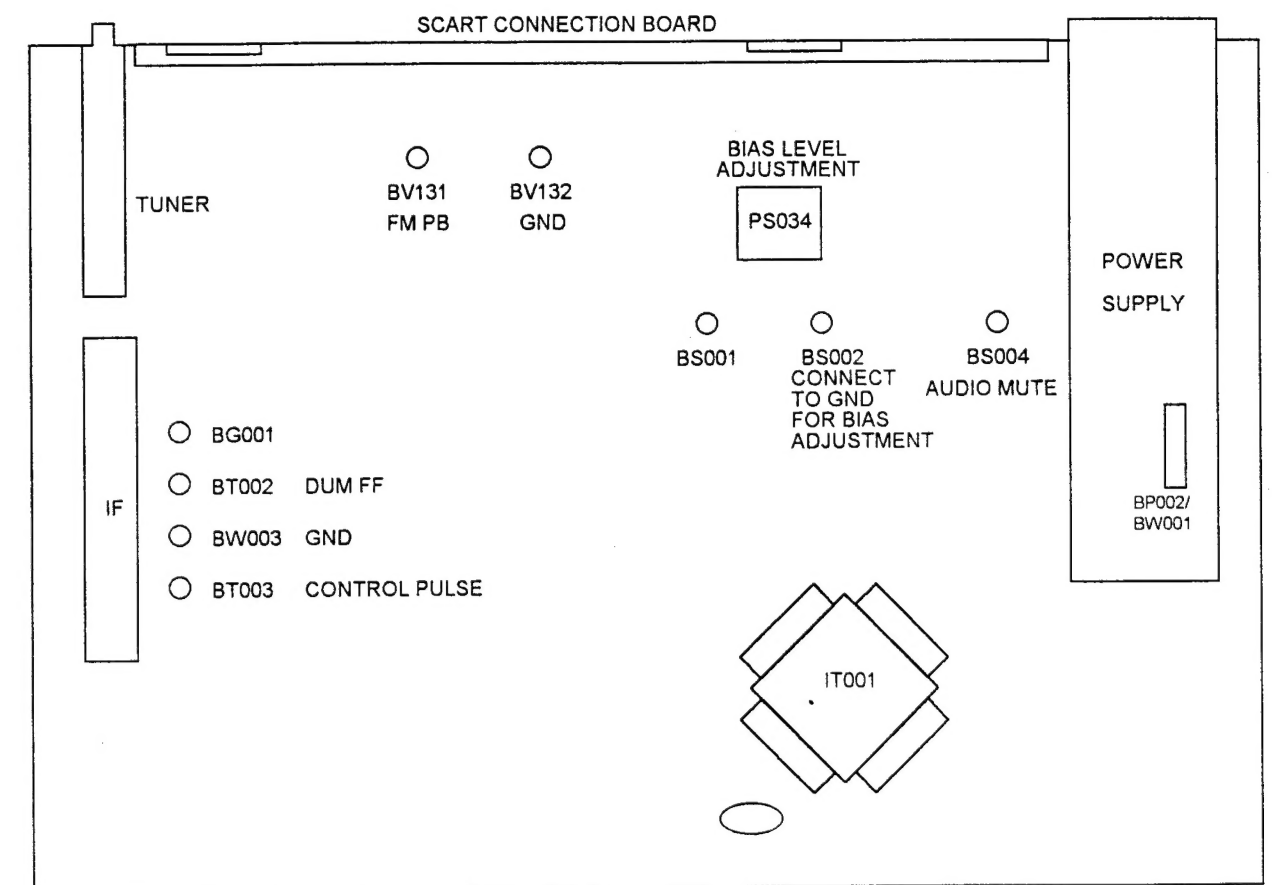 SCART CONNECTION BOARD
TUNER
BV131
FM PB
BV132
GND
BIAS LEVEL
ADJUSTMENT
PS034
POWER
SUPPLY
BS001
BS002
CONNECT
TO GND
FOR BIAS
ADJUSTMENT
BS004
AUDIO MUTE
BP002/
BW001
IF
BG001
BT002 DUM FF
BW003 GND
BT003 CONTROL PULSE
IT001